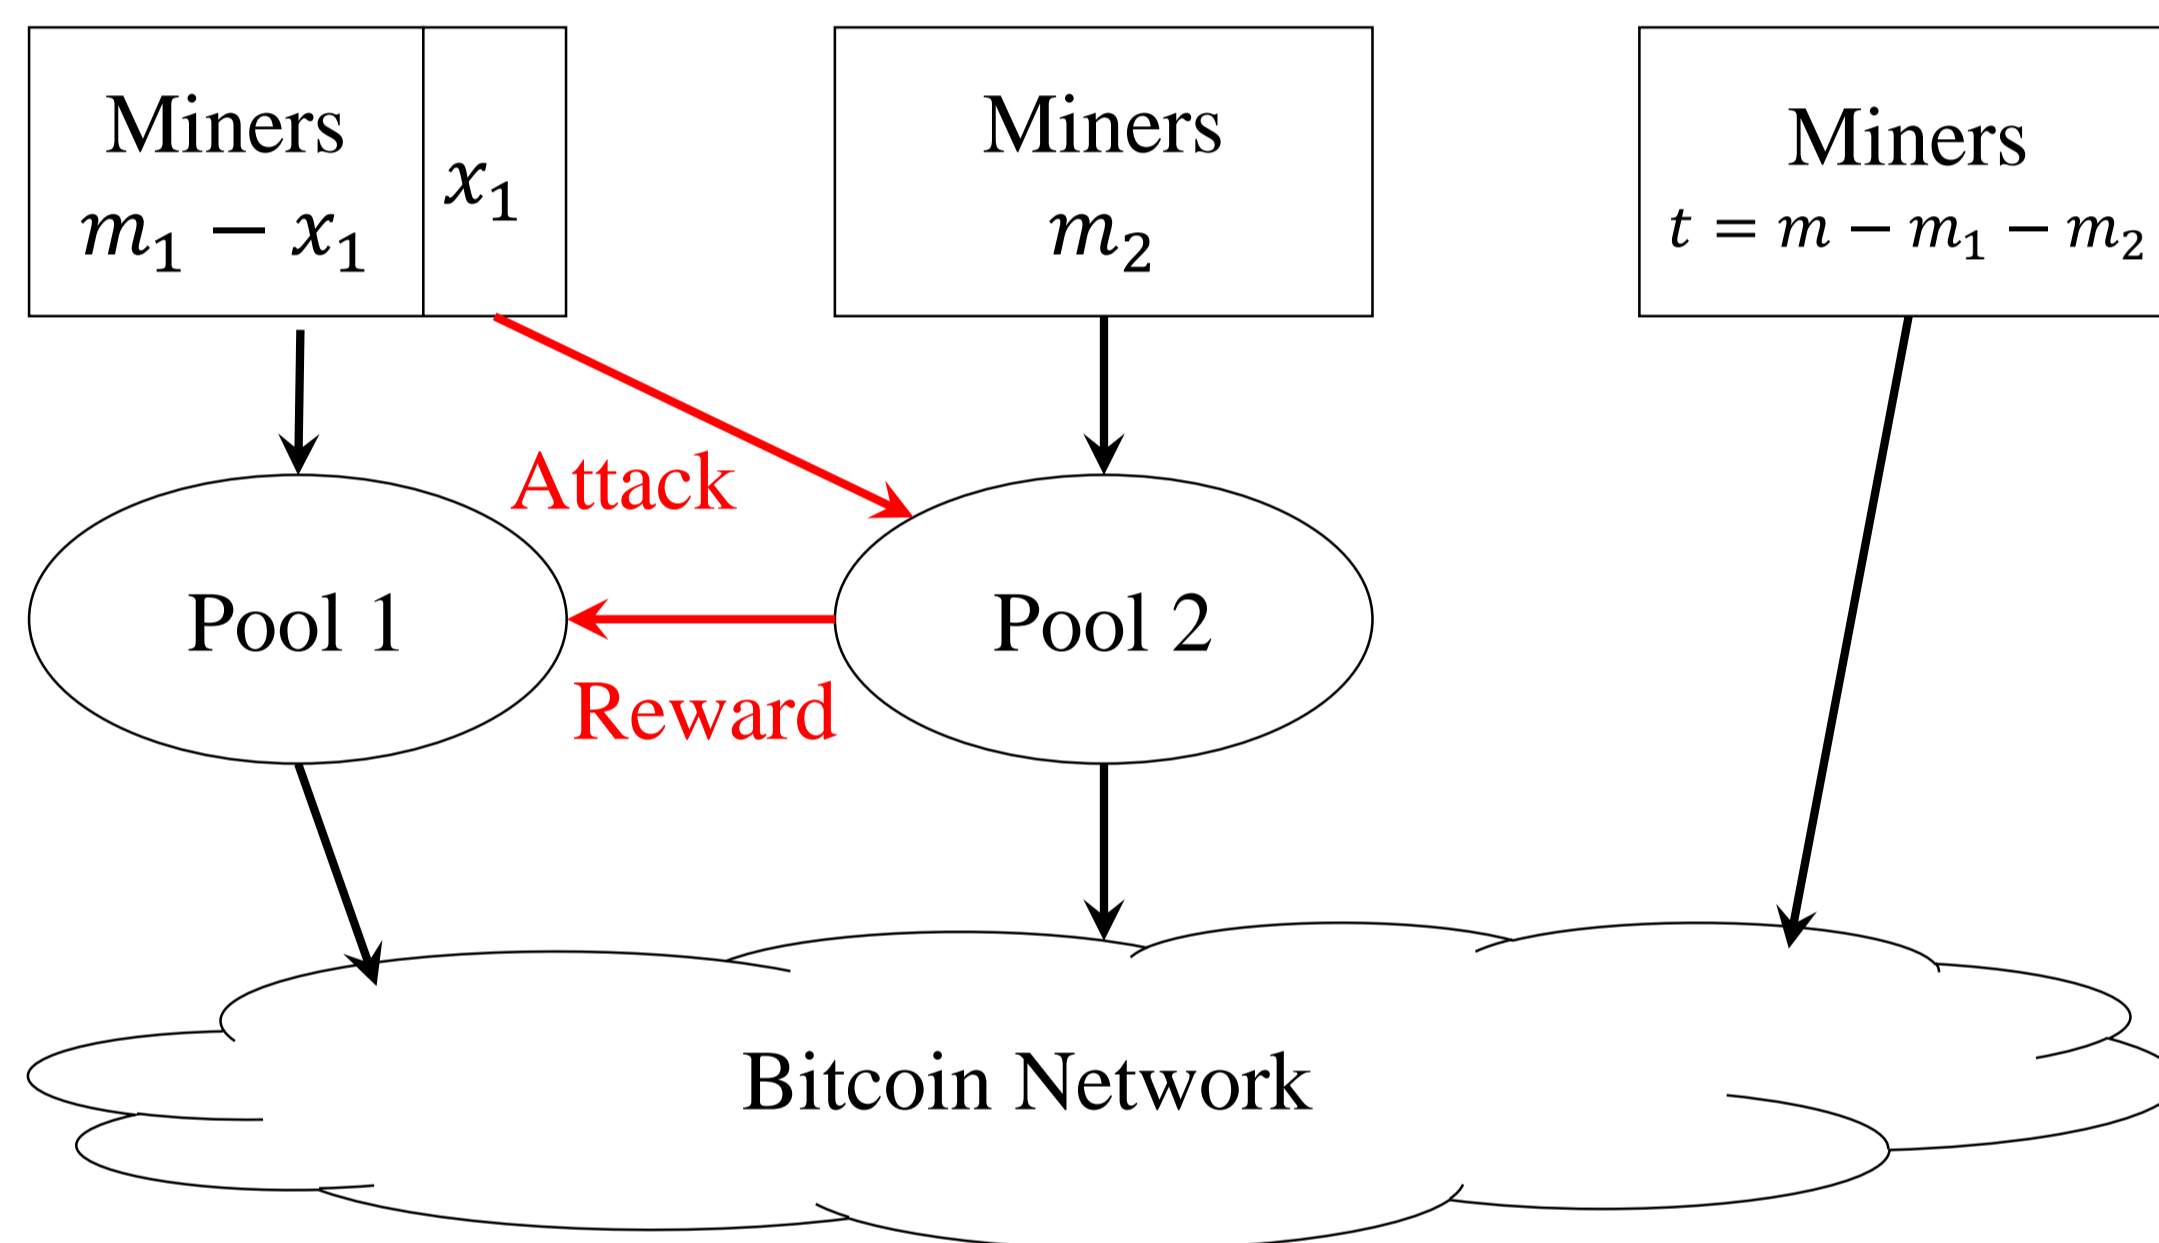 Miners
m₁ − x₁
x₁
Miners
m₂
Miners
t = m − m₁ − m₂
Attack
Pool 1
Pool 2
Reward
Bitcoin Network